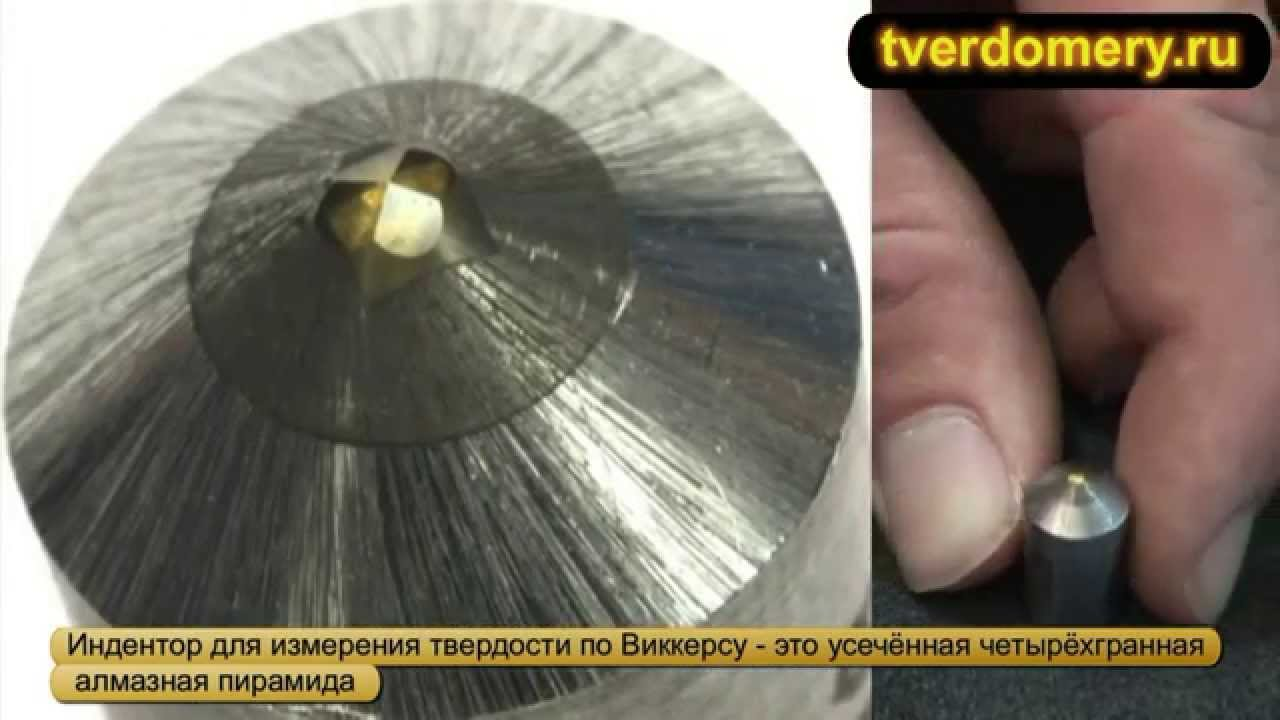 tverdomery.ru
Индентор для измерения твердости по Виккерсу - это усечённая четырёхгранная
алмазная пирамида